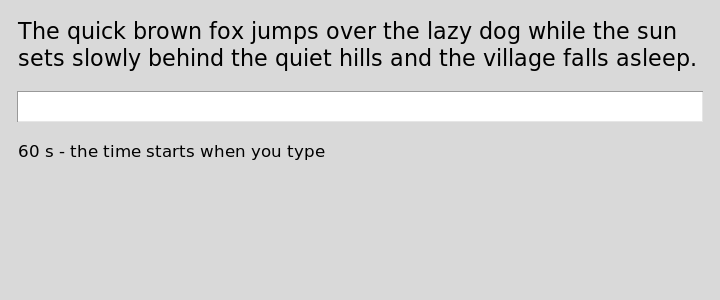 The quick brown fox jumps over the lazy dog while the sun
sets slowly behind the quiet hills and the village falls asleep.
60 s - the time starts when you type